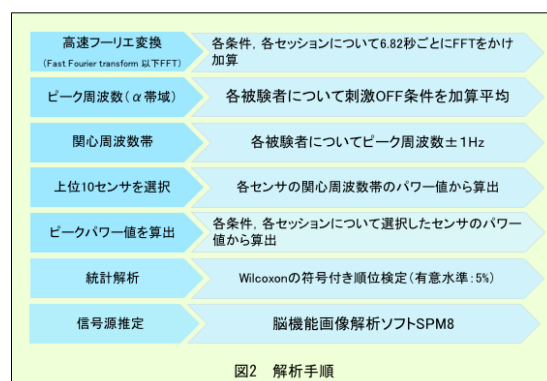 高速フーリエ変換
(Fast Fourier transform 以下FFT)
各条件，各セッションについて6.82秒ごとにFFTをかけ
加算
ピーク周波数（α帯域）
各被験者について刺激OFF条件を加算平均
関心周波数帯
各被験者についてピーク周波数±1Hz
上位10センサを選択
各センサの関心周波数帯のパワー値から算出
ピークパワー値を算出
各条件，各セッションについて選択したセンサのパワー
値から算出
統計解析
Wilcoxonの符号付き順位検定（有意水準：5%）
信号源推定
脳機能画像解析ソフトSPM8
図2　解析手順